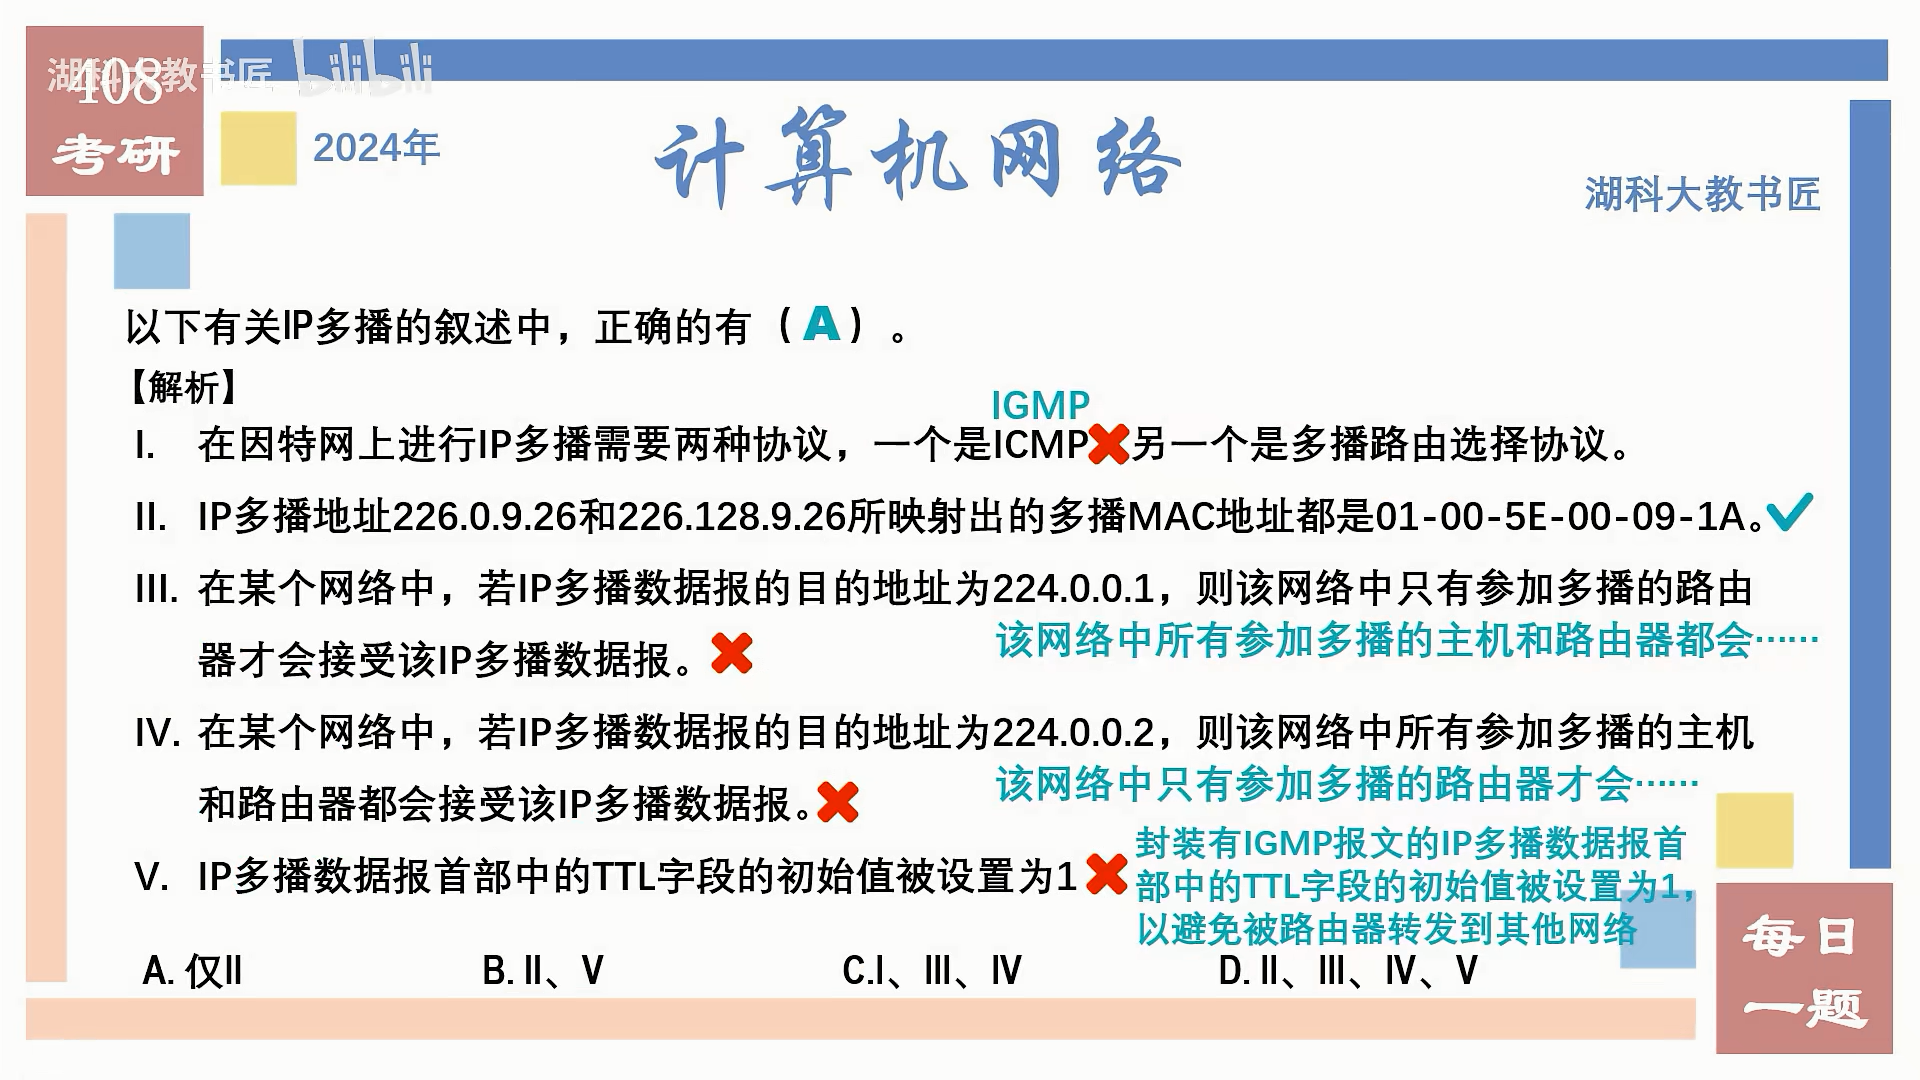 湖科大教书匠 bilibili
408
考研
2024年
计算机网络
湖科大教书匠
以下有关IP多播的叙述中，正确的有（A）。
【解析】
IGMP
I. 在因特网上进行IP多播需要两种协议，一个是ICMP 另一个是多播路由选择协议。
II. IP多播地址226.0.9.26和226.128.9.26所映射出的多播MAC地址都是01-00-5E-00-09-1A。
III. 在某个网络中，若IP多播数据报的目的地址为224.0.0.1，则该网络中只有参加多播的路由
该网络中所有参加多播的主机和路由器都会……
器才会接受该IP多播数据报。
IV. 在某个网络中，若IP多播数据报的目的地址为224.0.0.2，则该网络中所有参加多播的主机
该网络中只有参加多播的路由器才会……
和路由器都会接受该IP多播数据报。
封装有IGMP报文的IP多播数据报首
V. IP多播数据报首部中的TTL字段的初始值被设置为1
部中的TTL字段的初始值被设置为1，
以避免被路由器转发到其他网络
A. 仅II B. II、V C.I、III、IV D. II、III、IV、V
每日
一题